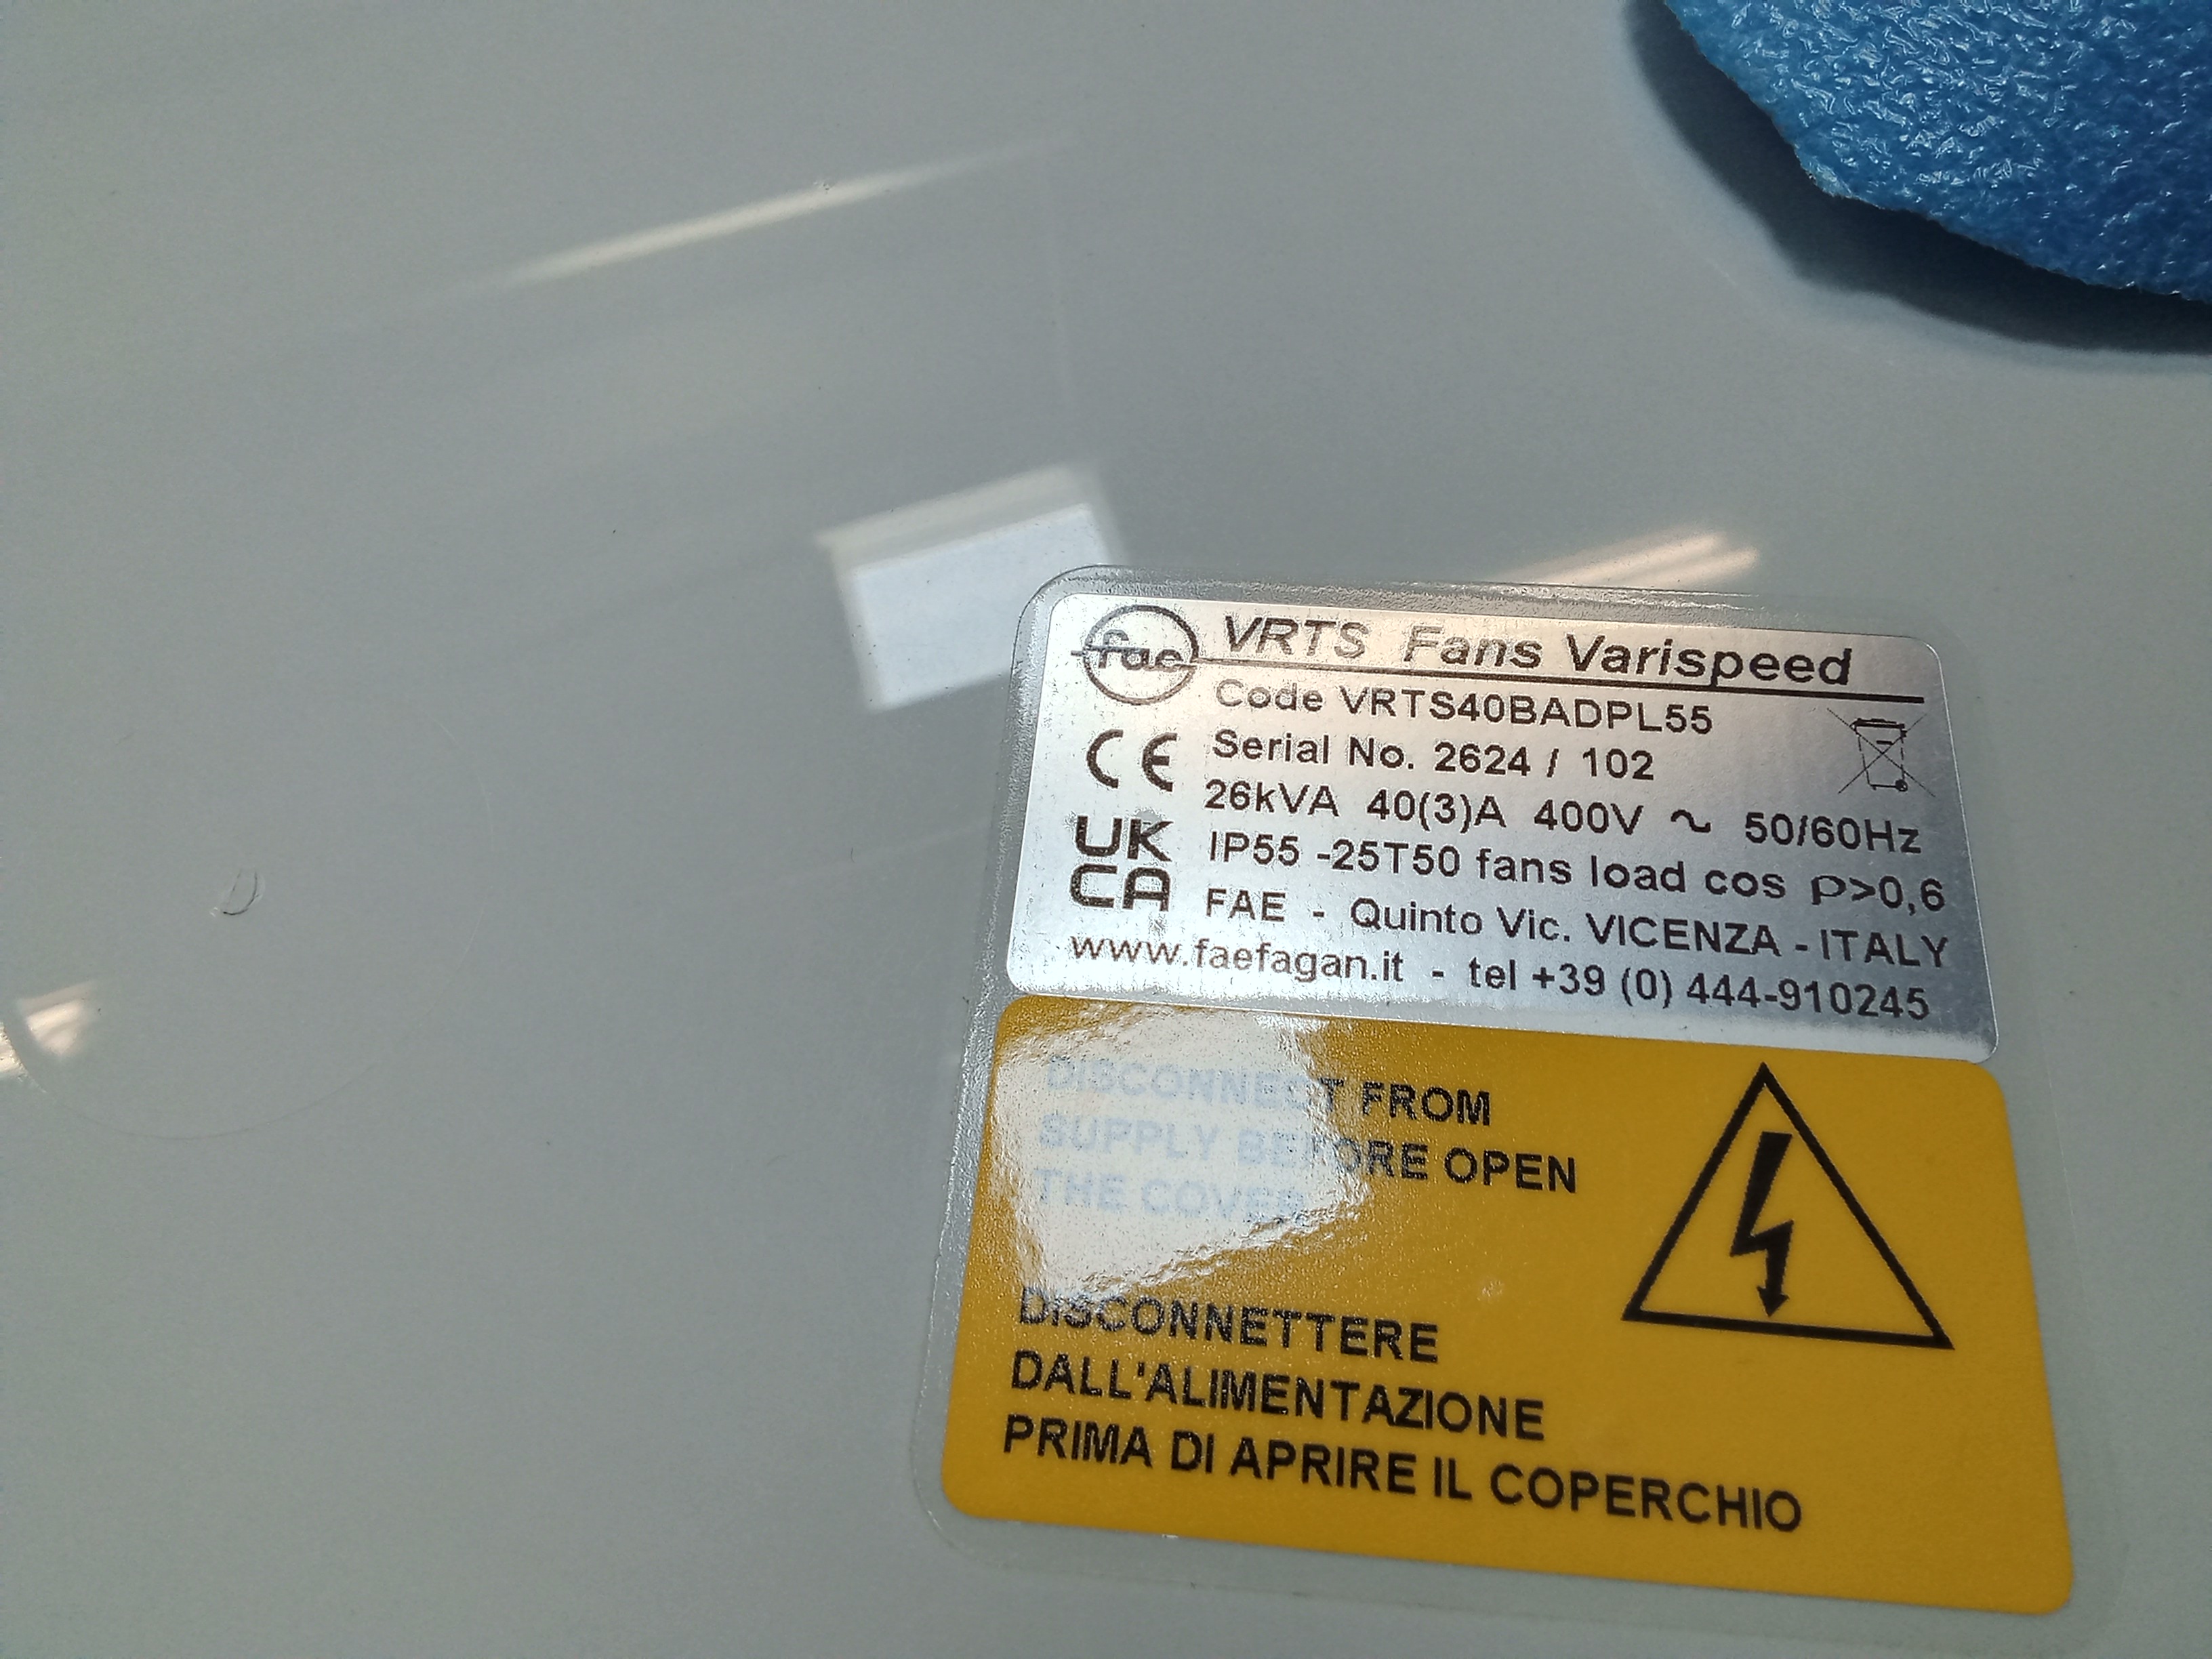 fae VRTS Fans Varispeed
Code VRTS40BADPL55
CE Serial No. 2624 / 102
26kVA 40(3)A 400V ~ 50/60Hz
UK
CA
IP55 -25T50 fans load cos ρ>0,6
FAE - Quinto Vic. VICENZA - ITALY
www.faefagan.it - tel +39 (0) 444-910245
DISCONNECT FROM
SUPPLY BEFORE OPEN
THE COVER
DISCONNETTERE
DALL'ALIMENTAZIONE
PRIMA DI APRIRE IL COPERCHIO